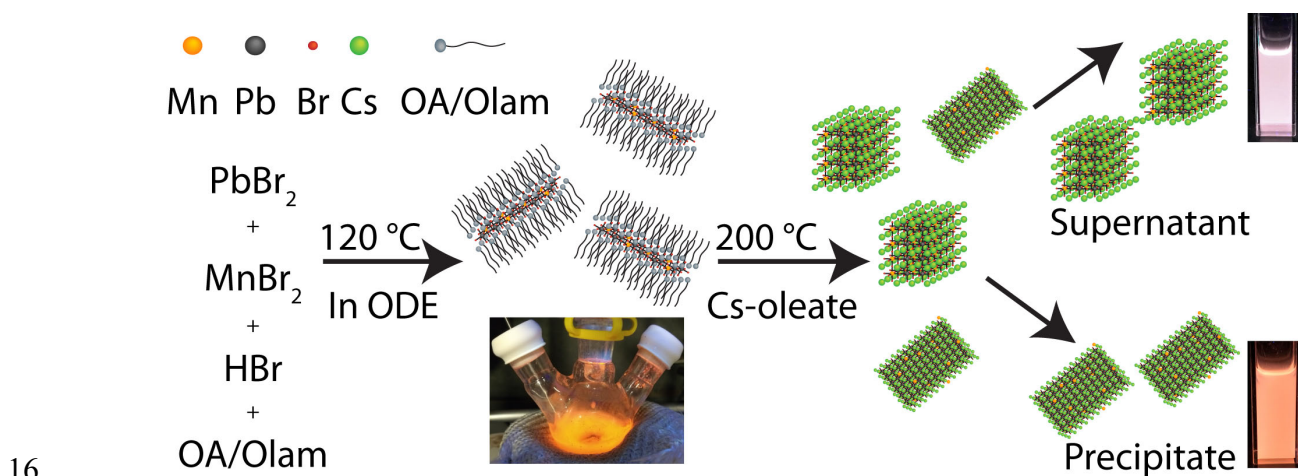 Mn Pb Br Cs OA/Olam
PbBr2
+
MnBr2
+
HBr
+
OA/Olam
120 °C
In ODE
200 °C
Cs-oleate
Supernatant
Precipitate
16